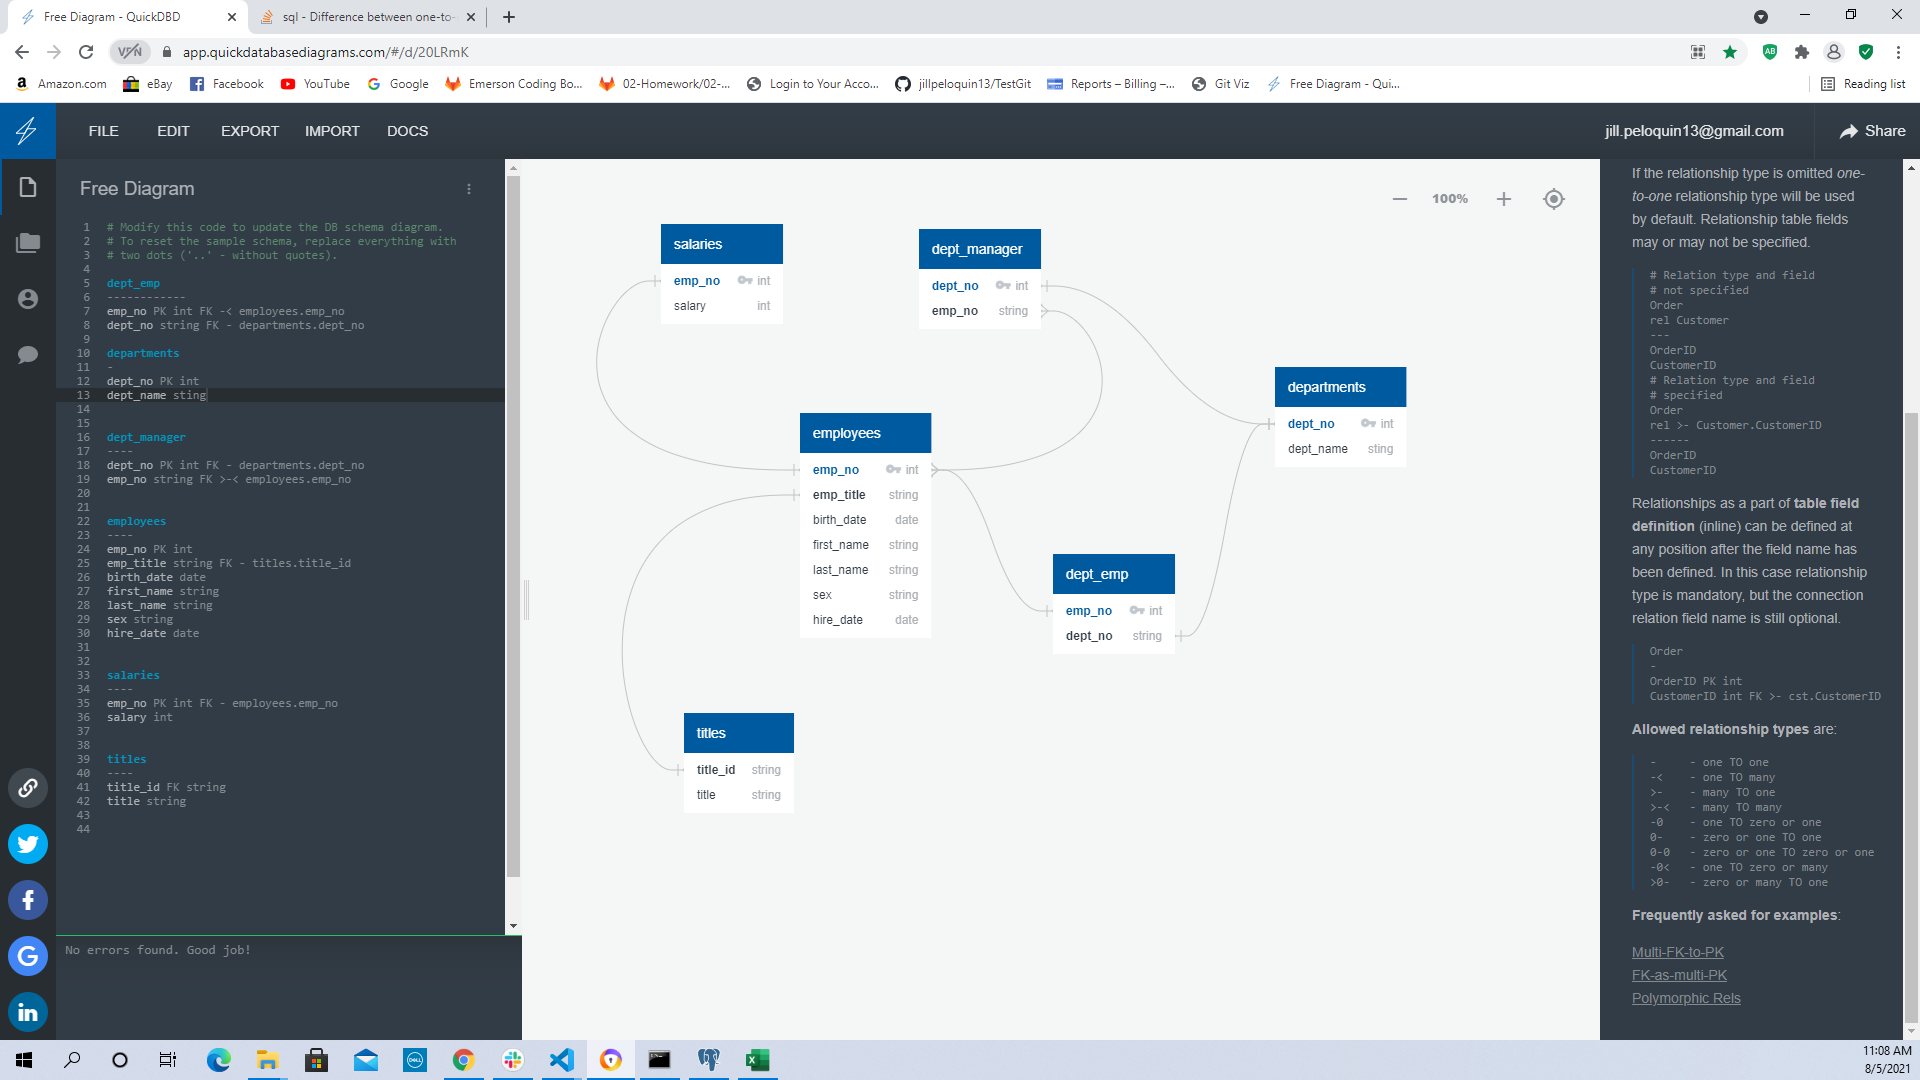 Free Diagram - QuickDBD
sql - Difference between one-to-
VPN
app.quickdatabasediagrams.com/#/d/20LRmK
Amazon.com
eBay
Facebook
YouTube
Google
Emerson Coding Bo...
02-Homework/02-...
Login to Your Acco...
jillpeloquin13/TestGit
Reports – Billing –...
Git Viz
Free Diagram - Qui...
Reading list
FILE
EDIT
EXPORT
IMPORT
DOCS
jill.peloquin13@gmail.com
Share
Free Diagram
1 # Modify this code to update the DB schema diagram.
2 # To reset the sample schema, replace everything with
3 # two dots ('..' - without quotes).
4
5 dept_emp
6 ------------
7 emp_no PK int FK -< employees.emp_no
8 dept_no string FK - departments.dept_no
9
10 departments
11 -
12 dept_no PK int
13 dept_name sting
14
15
16 dept_manager
17 ----
18 dept_no PK int FK - departments.dept_no
19 emp_no string FK >-< employees.emp_no
20
21
22 employees
23 ----
24 emp_no PK int
25 emp_title string FK - titles.title_id
26 birth_date date
27 first_name string
28 last_name string
29 sex string
30 hire_date date
31
32
33 salaries
34 ----
35 emp_no PK int FK - employees.emp_no
36 salary int
37
38
39 titles
40 ----
41 title_id FK string
42 title string
43
44
No errors found. Good job!
100%
salaries
emp_no int
salary int
dept_manager
dept_no int
emp_no string
departments
dept_no int
dept_name sting
employees
emp_no int
emp_title string
birth_date date
first_name string
last_name string
sex string
hire_date date
dept_emp
emp_no int
dept_no string
titles
title_id string
title string
If the relationship type is omitted one-
to-one relationship type will be used
by default. Relationship table fields
may or may not be specified.
# Relation type and field
# not specified
Order
rel Customer
---
OrderID
CustomerID
# Relation type and field
# specified
Order
rel >- Customer.CustomerID
------
OrderID
CustomerID
Relationships as a part of table field
definition (inline) can be defined at
any position after the field name has
been defined. In this case relationship
type is mandatory, but the connection
relation field name is still optional.
Order
-
OrderID PK int
CustomerID int FK >- cst.CustomerID
Allowed relationship types are:
- - one TO one
-< - one TO many
>- - many TO one
>-< - many TO many
-0 - one TO zero or one
0- - zero or one TO one
0-0 - zero or one TO zero or one
-0< - one TO zero or many
>0- - zero or many TO one
Frequently asked for examples:
Multi-FK-to-PK
FK-as-multi-PK
Polymorphic Rels
11:08 AM
8/5/2021